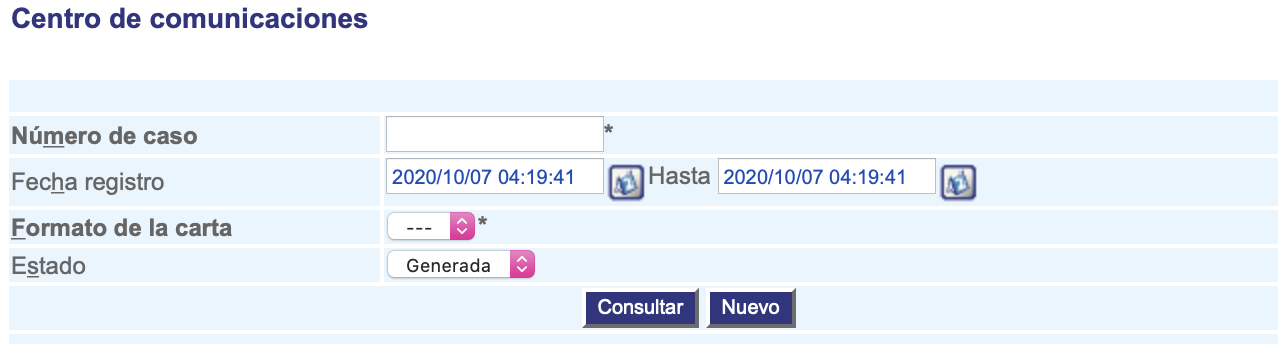 Centro de comunicaciones
Número de caso *
Fecha registro 2020/10/07 04:19:41 Hasta 2020/10/07 04:19:41
Formato de la carta --- *
Estado Generada
Consultar Nuevo